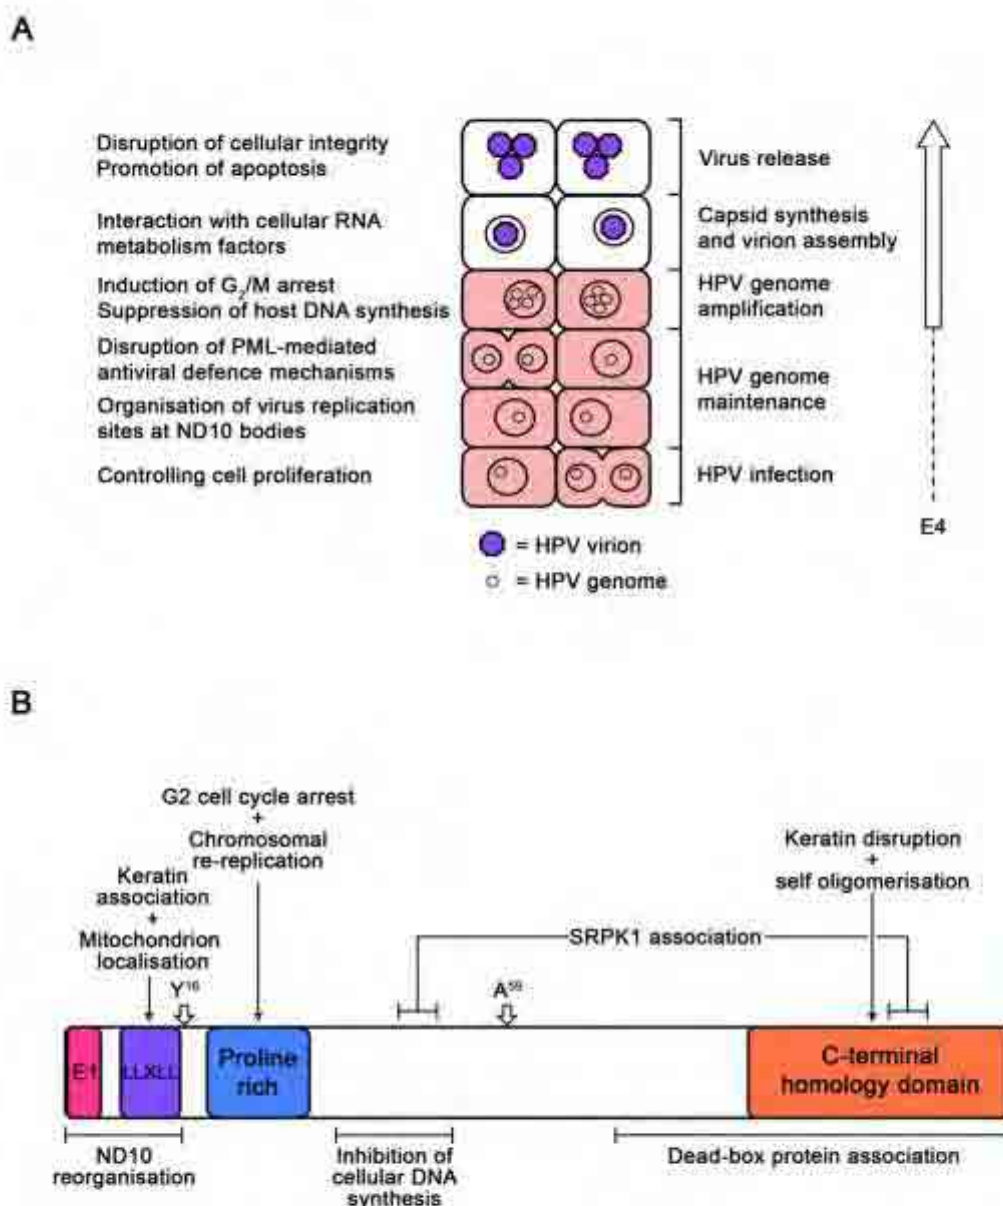 A
Disruption of cellular integrity
Promotion of apoptosis
Virus release
Interaction with cellular RNA
metabolism factors
Capsid synthesis
and virion assembly
Induction of G₂/M arrest
Suppression of host DNA synthesis
HPV genome
amplification
Disruption of PML-mediated
antiviral defence mechanisms
HPV genome
maintenance
Organisation of virus replication
sites at ND10 bodies
Controlling cell proliferation
HPV infection
E4
= HPV virion
= HPV genome
B
G2 cell cycle arrest
+
Chromosomal
re-replication
Keratin
association
+
Mitochondrion
localisation
Keratin disruption
+
self oligomerisation
SRPK1 association
Y¹⁶
A⁵⁹
E1
LLXLL
Proline
rich
C-terminal
homology domain
ND10
reorganisation
Inhibition of
cellular DNA
synthesis
Dead-box protein association